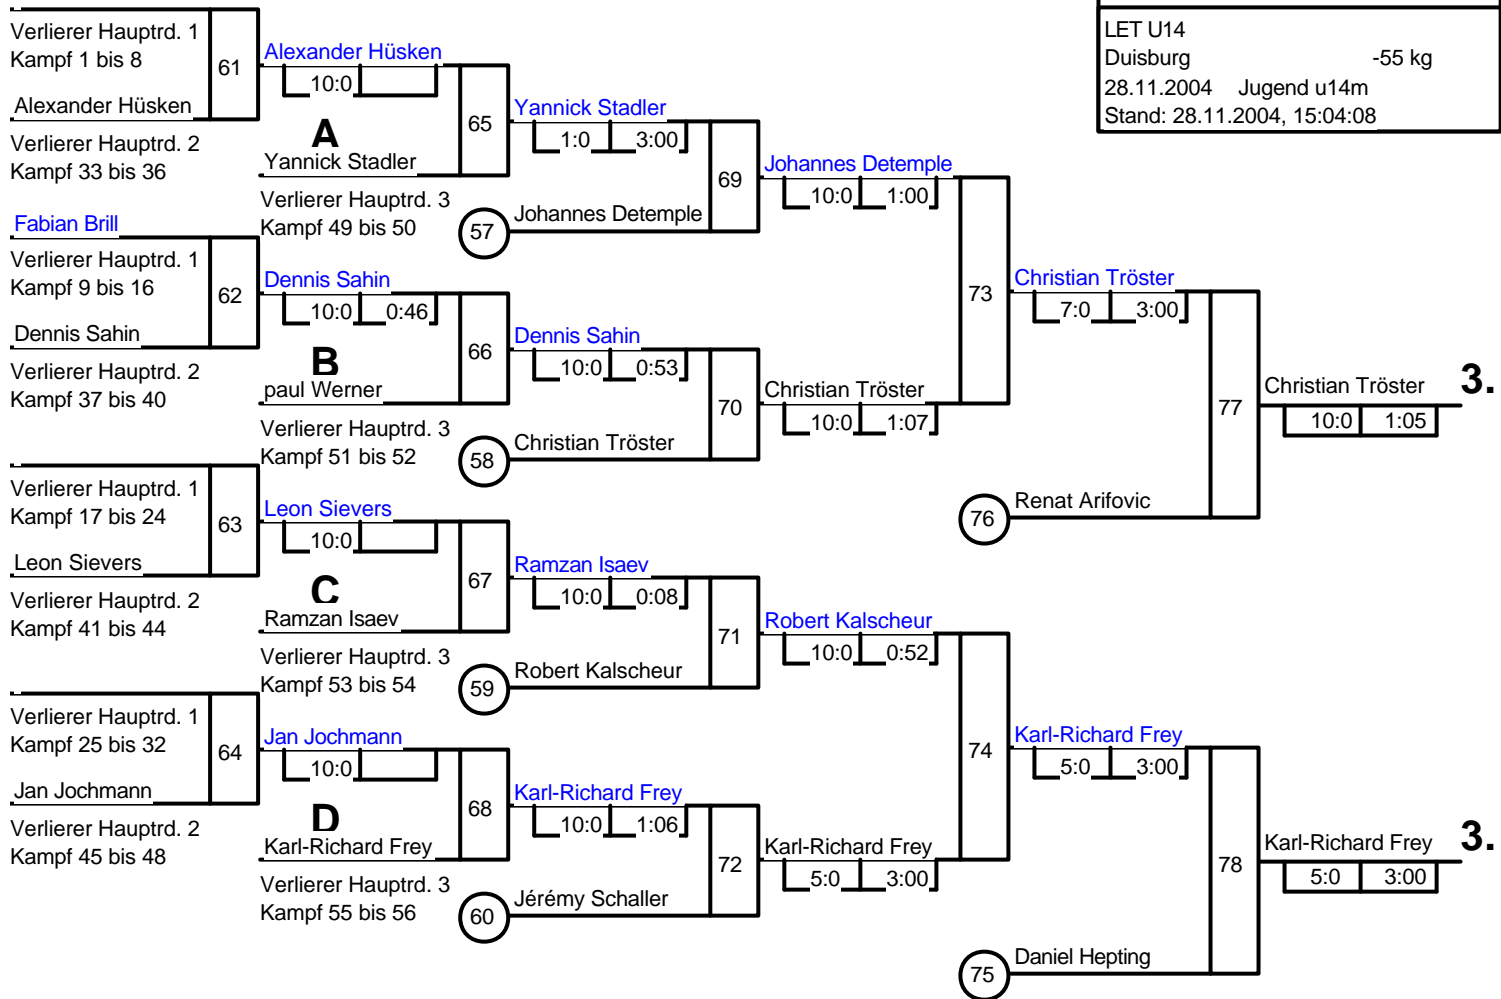 LET U14
Duisburg -55 kg
28.11.2004 Jugend u14m
Stand: 28.11.2004, 15:04:08
Verlierer Hauptrd. 1
Kampf 1 bis 8
61
Alexander Hüsken
Verlierer Hauptrd. 2
Kampf 33 bis 36
Fabian Brill
Verlierer Hauptrd. 1
Kampf 9 bis 16
62
Dennis Sahin
Verlierer Hauptrd. 2
Kampf 37 bis 40
Verlierer Hauptrd. 1
Kampf 17 bis 24
63
Leon Sievers
Verlierer Hauptrd. 2
Kampf 41 bis 44
Verlierer Hauptrd. 1
Kampf 25 bis 32
64
Jan Jochmann
Verlierer Hauptrd. 2
Kampf 45 bis 48
Alexander Hüsken
10:0
A
65
Yannick Stadler
Verlierer Hauptrd. 3
Kampf 49 bis 50
Dennis Sahin
10:0 0:46
B
66
paul Werner
Verlierer Hauptrd. 3
Kampf 51 bis 52
Leon Sievers
10:0
C
67
Ramzan Isaev
Verlierer Hauptrd. 3
Kampf 53 bis 54
Jan Jochmann
10:0
D
68
Karl-Richard Frey
Verlierer Hauptrd. 3
Kampf 55 bis 56
Yannick Stadler
1:0 3:00
69
57 Johannes Detemple
Dennis Sahin
10:0 0:53
70
58 Christian Tröster
Ramzan Isaev
10:0 0:08
71
59 Robert Kalscheur
Karl-Richard Frey
10:0 1:06
72
60 Jérémy Schaller
Johannes Detemple
10:0 1:00
73
Christian Tröster
10:0 1:07
Robert Kalscheur
10:0 0:52
74
Karl-Richard Frey
5:0 3:00
Christian Tröster
7:0 3:00
77
76 Renat Arifovic
Karl-Richard Frey
5:0 3:00
78
75 Daniel Hepting
Christian Tröster 3.
10:0 1:05
Karl-Richard Frey 3.
5:0 3:00